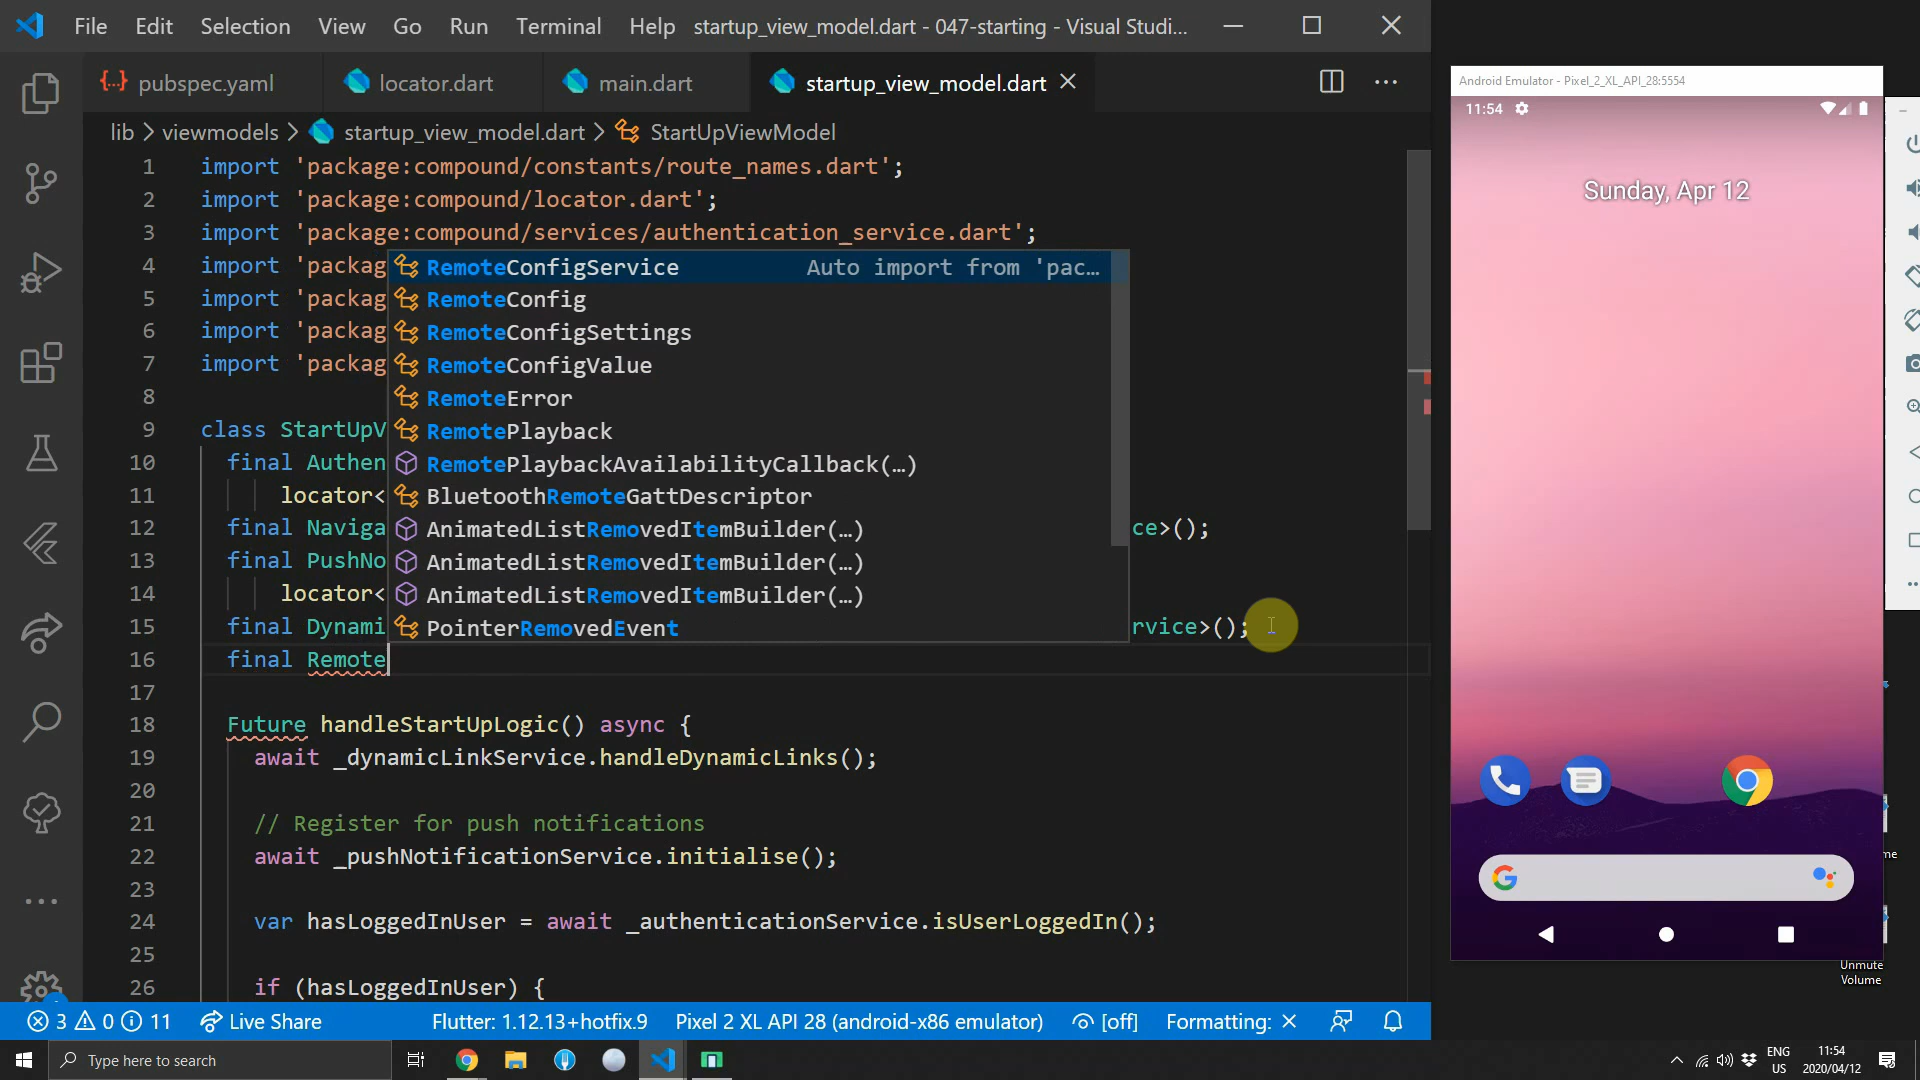 File Edit Selection View Go Run Terminal Help startup_view_model.dart - 047-starting - Visual Studi...
pubspec.yaml locator.dart main.dart startup_view_model.dart
lib > viewmodels > startup_view_model.dart > StartUpViewModel
1 import 'package:compound/constants/route_names.dart';
2 import 'package:compound/locator.dart';
3 import 'package:compound/services/authentication_service.dart';
4 import 'packag
5 import 'packag
6 import 'packag
7 import 'packag
8
9 class StartUpV
10 final Authen
11 locator<
12 final Naviga ce>();
13 final PushNo
14 locator<
15 final Dynami rvice>();
16 final Remote
17
18 Future handleStartUpLogic() async {
19 await _dynamicLinkService.handleDynamicLinks();
20
21 // Register for push notifications
22 await _pushNotificationService.initialise();
23
24 var hasLoggedInUser = await _authenticationService.isUserLoggedIn();
25
26 if (hasLoggedInUser) {
RemoteConfigService Auto import from 'pac...
RemoteConfig
RemoteConfigSettings
RemoteConfigValue
RemoteError
RemotePlayback
RemotePlaybackAvailabilityCallback(…)
BluetoothRemoteGattDescriptor
AnimatedListRemovedItemBuilder(…)
AnimatedListRemovedItemBuilder(…)
AnimatedListRemovedItemBuilder(…)
PointerRemovedEvent
3 0 11 Live Share Flutter: 1.12.13+hotfix.9 Pixel 2 XL API 28 (android-x86 emulator) [off] Formatting: ×
Android Emulator - Pixel_2_XL_API_28:5554
11:54
Sunday, Apr 12
me
Unmute
Volume
Type here to search
ENG
US
11:54
2020/04/12